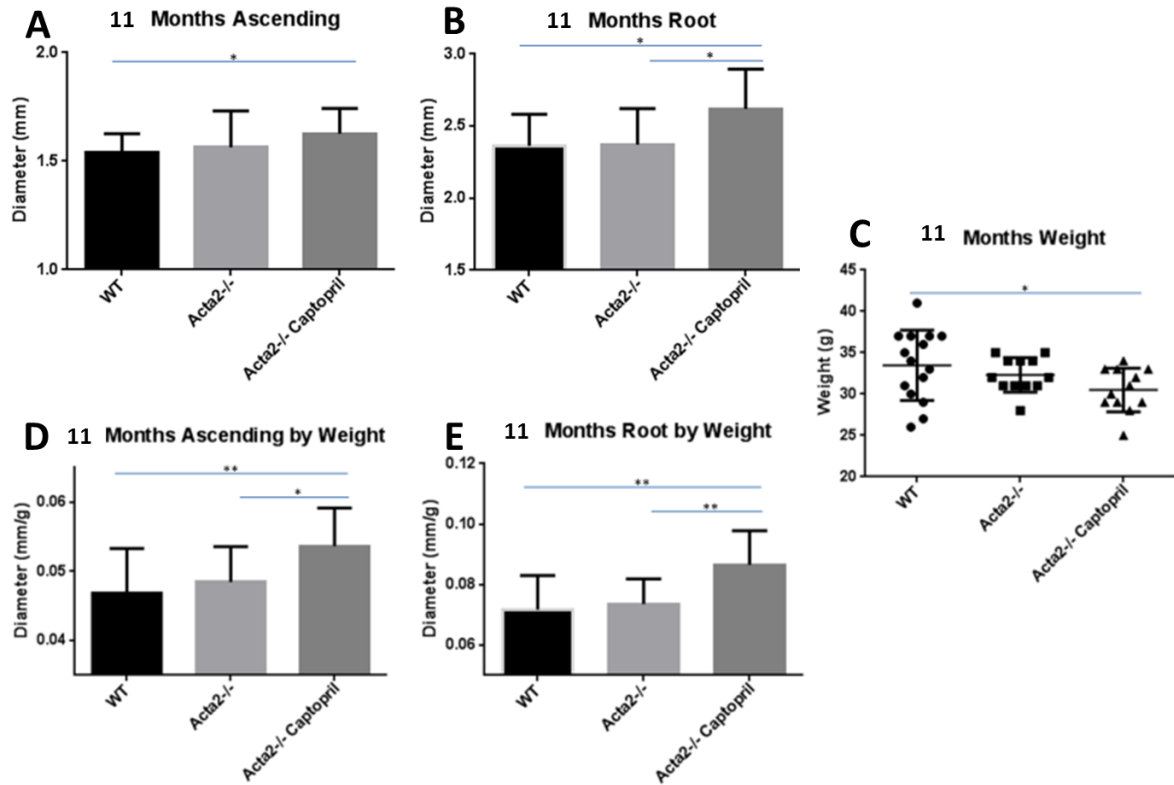 A 11 Months Ascending
*
2.0
1.5
1.0
Diameter (mm)
WT
Acta2-/-
Acta2-/- Captopril
B 11 Months Root
*
*
3.0
2.5
2.0
1.5
Diameter (mm)
WT
Acta2-/-
Acta2-/- Captopril
C 11 Months Weight
*
45
40
35
30
25
20
Weight (g)
WT
Acta2-/-
Acta2-/- Captopril
D 11 Months Ascending by Weight
**
*
0.06
0.05
0.04
Diameter (mm/g)
WT
Acta2-/-
Acta2-/- Captopril
E 11 Months Root by Weight
**
**
0.12
0.10
0.08
0.06
Diameter (mm/g)
WT
Acta2-/-
Acta2-/- Captopril